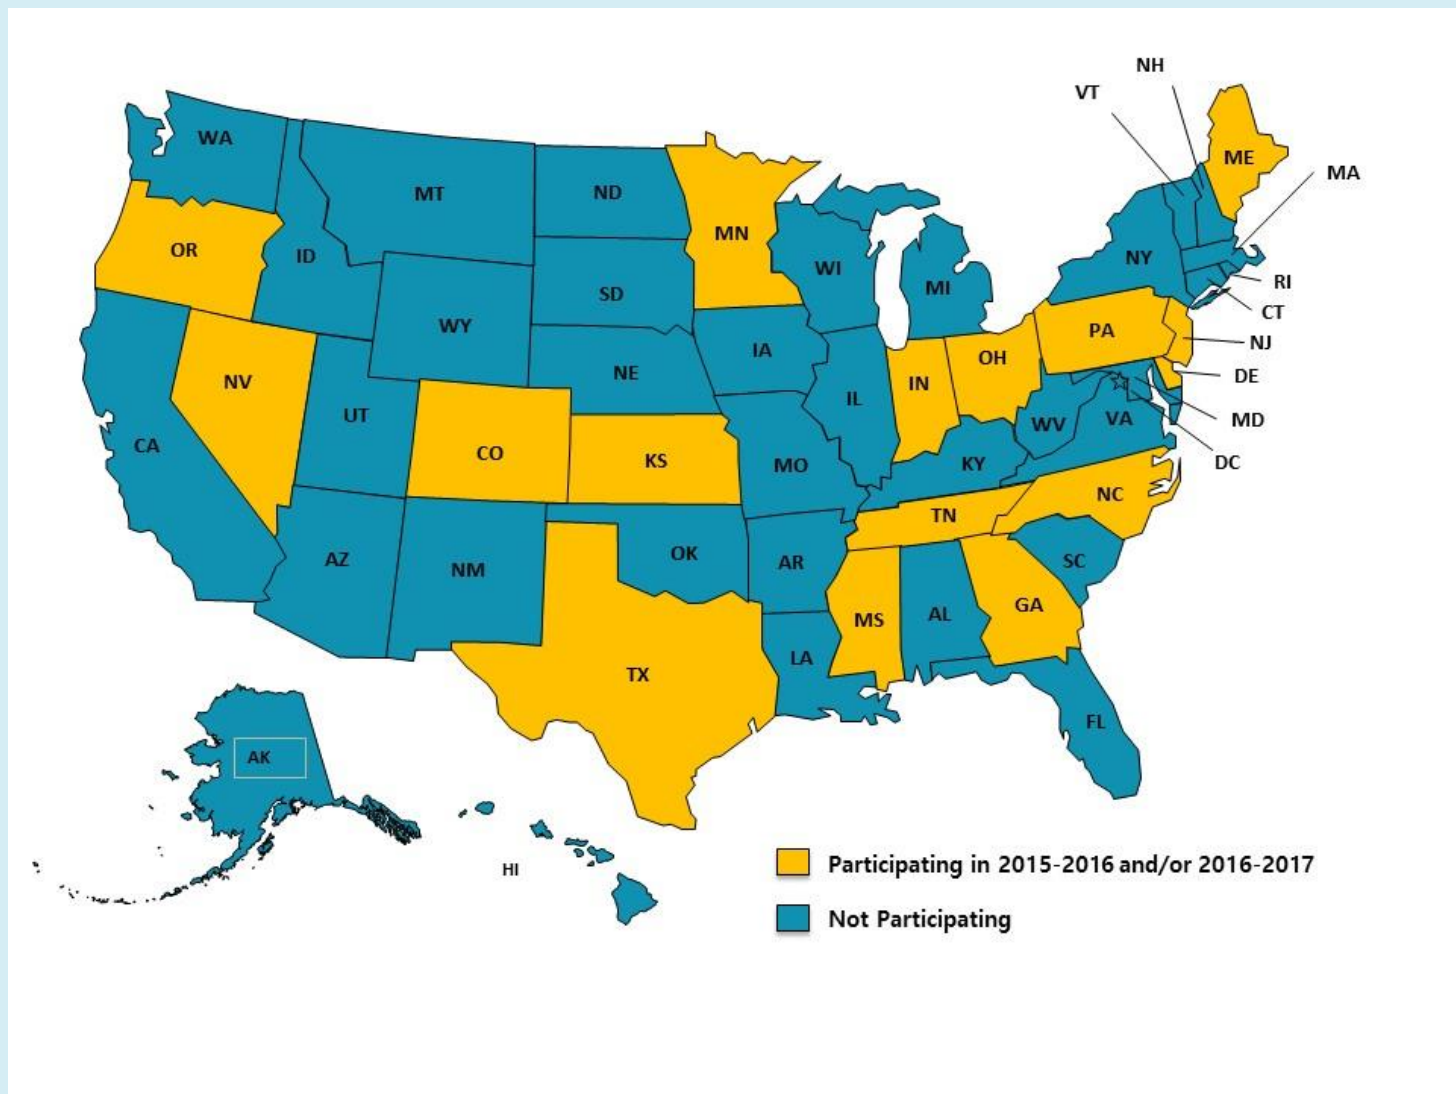 NH
VT
ME
WA
MA
MT
ND
MN
OR
ID
NY
WI
SD
MI
RI
CT
WY
PA
NJ
IA
OH
NE
DE
NV
IN
IL
UT
MD
VA
WV
CA
CO
KS
DC
KY
MO
NC
TN
OK
AZ
SC
AR
NM
GA
AL
MS
LA
TX
FL
AK
HI
Participating in 2015-2016 and/or 2016-2017
Not Participating